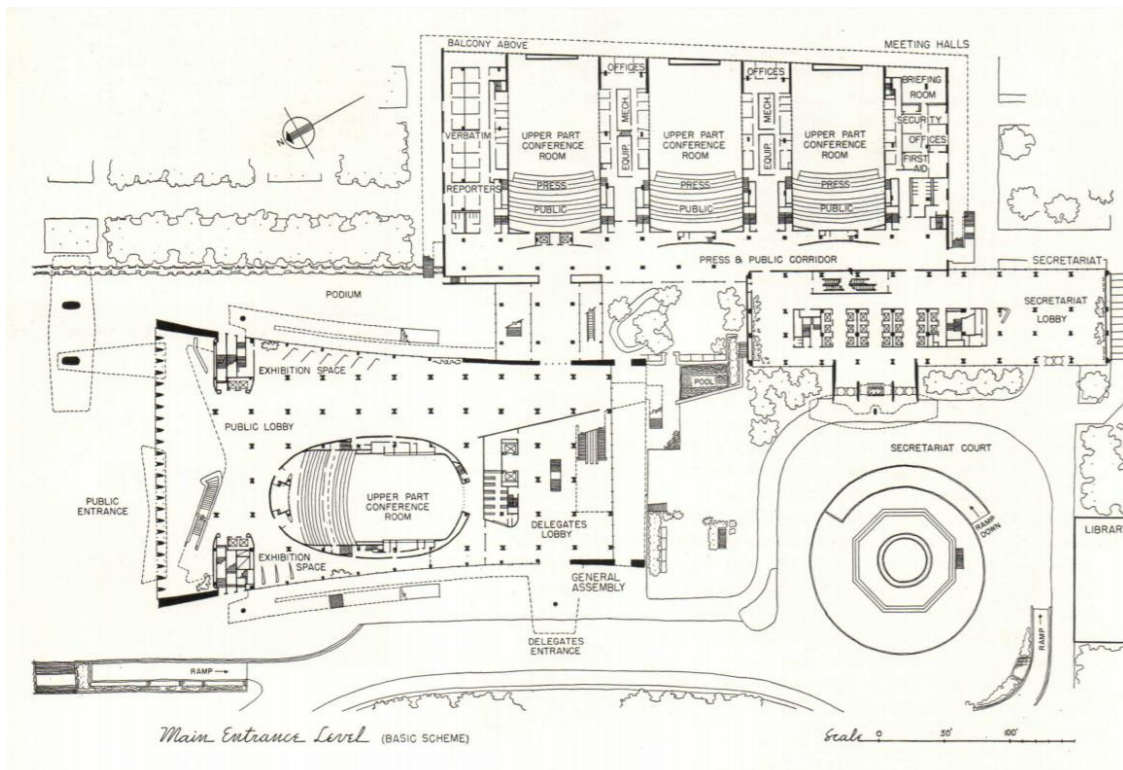 BALCONY ABOVE
MEETING HALLS
OFFICES
OFFICES
BRIEFING
ROOM
MECH.
MECH.
SECURITY
VERBATIM
UPPER PART
CONFERENCE
ROOM
UPPER PART
CONFERENCE
ROOM
UPPER PART
CONFERENCE
ROOM
OFFICES
EQUIP.
EQUIP.
FIRST
AID
REPORTERS
PRESS
PRESS
PRESS
PUBLIC
PUBLIC
PUBLIC
N
PRESS & PUBLIC CORRIDOR
SECRETARIAT
PODIUM
SECRETARIAT
LOBBY
EXHIBITION SPACE
POOL
PUBLIC LOBBY
SECRETARIAT COURT
PUBLIC
ENTRANCE
UPPER PART
CONFERENCE
ROOM
DELEGATES
LOBBY
RAMP
DOWN
LIBRAR
EXHIBITION
SPACE
GENERAL
ASSEMBLY
DELEGATES
ENTRANCE
RAMP
RAMP
Main Entrance Level (BASIC SCHEME)
Scale 0 50' 100'